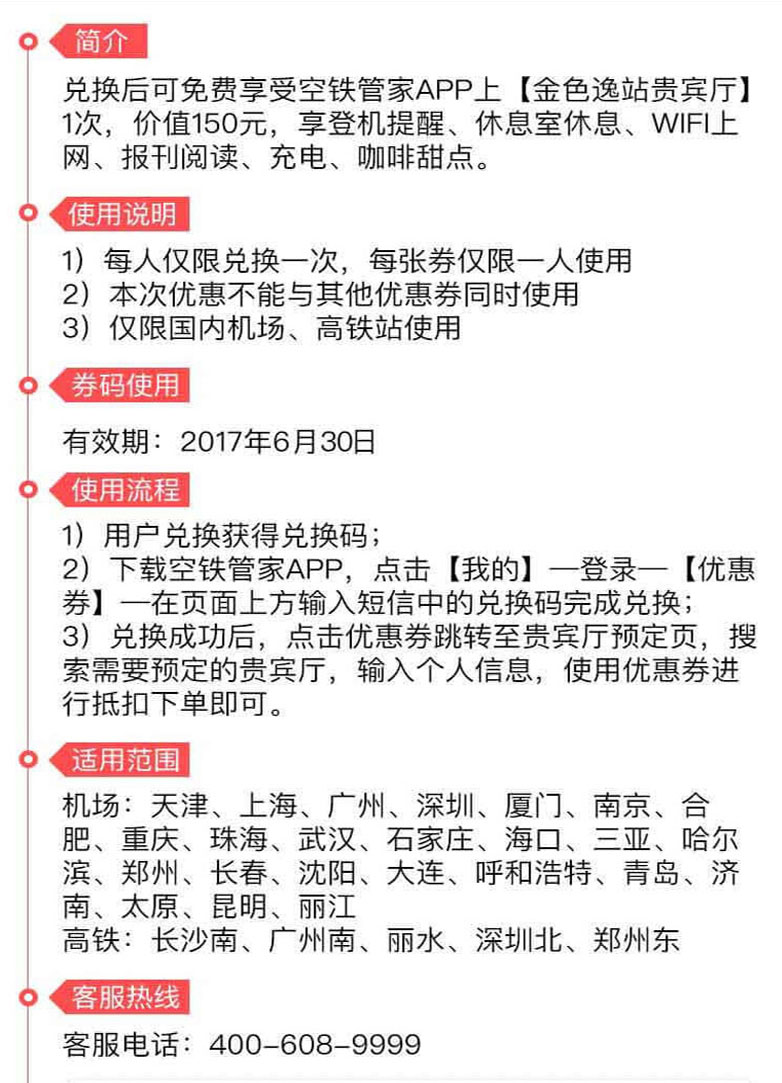 简介
兑换后可免费享受空铁管家APP上【金色逸站贵宾厅】
1次，价值150元，享登机提醒、休息室休息、WIFI上
网、报刊阅读、充电、咖啡甜点。
使用说明
1）每人仅限兑换一次，每张券仅限一人使用
2）本次优惠不能与其他优惠券同时使用
3）仅限国内机场、高铁站使用
券码使用
有效期：2017年6月30日
使用流程
1）用户兑换获得兑换码；
2）下载空铁管家APP，点击【我的】—登录—【优惠
券】—在页面上方输入短信中的兑换码完成兑换；
3）兑换成功后，点击优惠券跳转至贵宾厅预定页，搜
索需要预定的贵宾厅，输入个人信息，使用优惠券进
行抵扣下单即可。
适用范围
机场：天津、上海、广州、深圳、厦门、南京、合
肥、重庆、珠海、武汉、石家庄、海口、三亚、哈尔
滨、郑州、长春、沈阳、大连、呼和浩特、青岛、济
南、太原、昆明、丽江
高铁：长沙南、广州南、丽水、深圳北、郑州东
客服热线
客服电话：400-608-9999